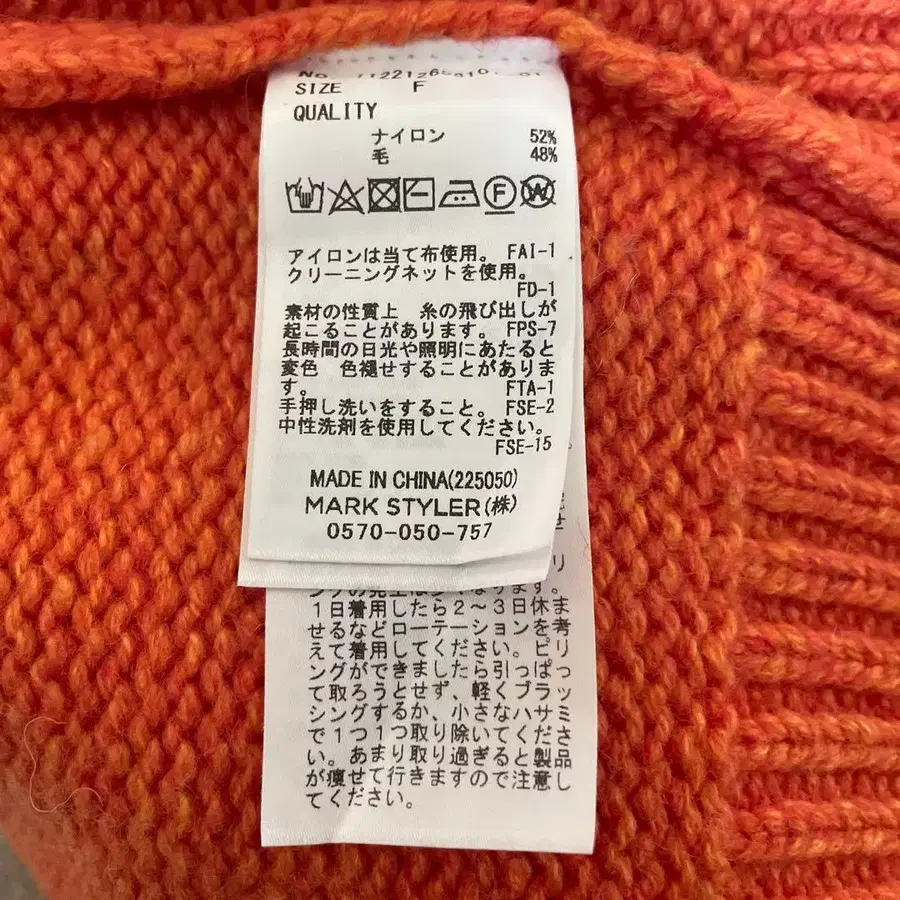 SIZE F
QUALITY
ナイロン 52%
毛 48%
F
W
アイロンは当て布使用。 FAI-1
クリーニングネットを使用。
FD-1
素材の性質上 糸の飛び出しが
起こることがあります。 FPS-7
長時間の日光や照明にあたると
変色 色褪せすることがありま
す。 FTA-1
手押し洗いをすること。 FSE-2
中性洗剤を使用してください。
FSE-15
MADE IN CHINA(225050)
MARK STYLER(株)
0570-050-757
リ
1日着用したら2～3日休ま
せるなどローテーションを考
えて着用してください。ピリ
ングができましたら引っぱっ
て取ろうとせず、軽くブラッ
シングするか、小さなハサミ
で1つ1つ取り除いてくださ
い。あまり取り過ぎると製品
が痩せて行きますので注意し
てください。